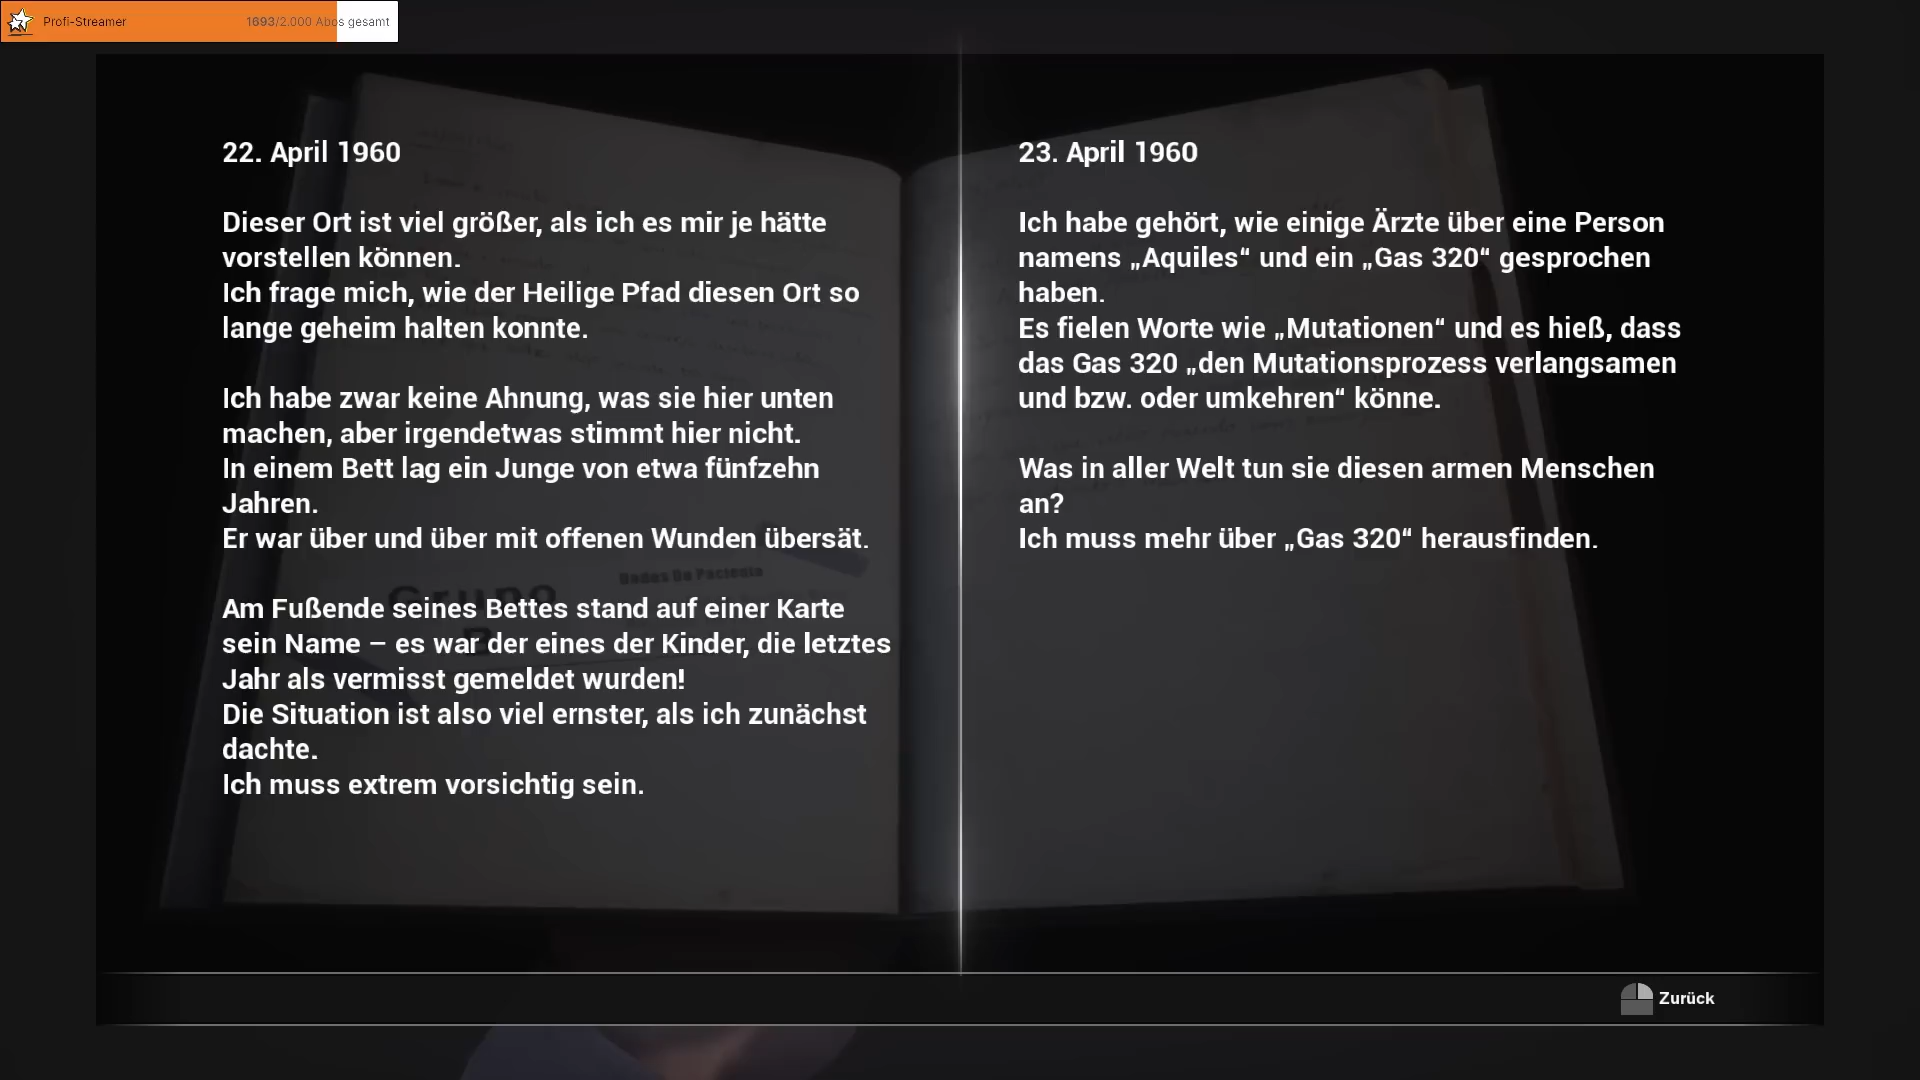 Profi-Streamer 1693/2.000 Abos gesamt
22. April 1960
Dieser Ort ist viel größer, als ich es mir je hätte
vorstellen können.
Ich frage mich, wie der Heilige Pfad diesen Ort so
lange geheim halten konnte.
Ich habe zwar keine Ahnung, was sie hier unten
machen, aber irgendetwas stimmt hier nicht.
In einem Bett lag ein Junge von etwa fünfzehn
Jahren.
Er war über und über mit offenen Wunden übersät.
Am Fußende seines Bettes stand auf einer Karte
sein Name – es war der eines der Kinder, die letztes
Jahr als vermisst gemeldet wurden!
Die Situation ist also viel ernster, als ich zunächst
dachte.
Ich muss extrem vorsichtig sein.
Dados Do Paciente
Grupo
B
23. April 1960
Ich habe gehört, wie einige Ärzte über eine Person
namens „Aquiles“ und ein „Gas 320“ gesprochen
haben.
Es fielen Worte wie „Mutationen“ und es hieß, dass
das Gas 320 „den Mutationsprozess verlangsamen
und bzw. oder umkehren“ könne.
Was in aller Welt tun sie diesen armen Menschen
an?
Ich muss mehr über „Gas 320“ herausfinden.
Zurück